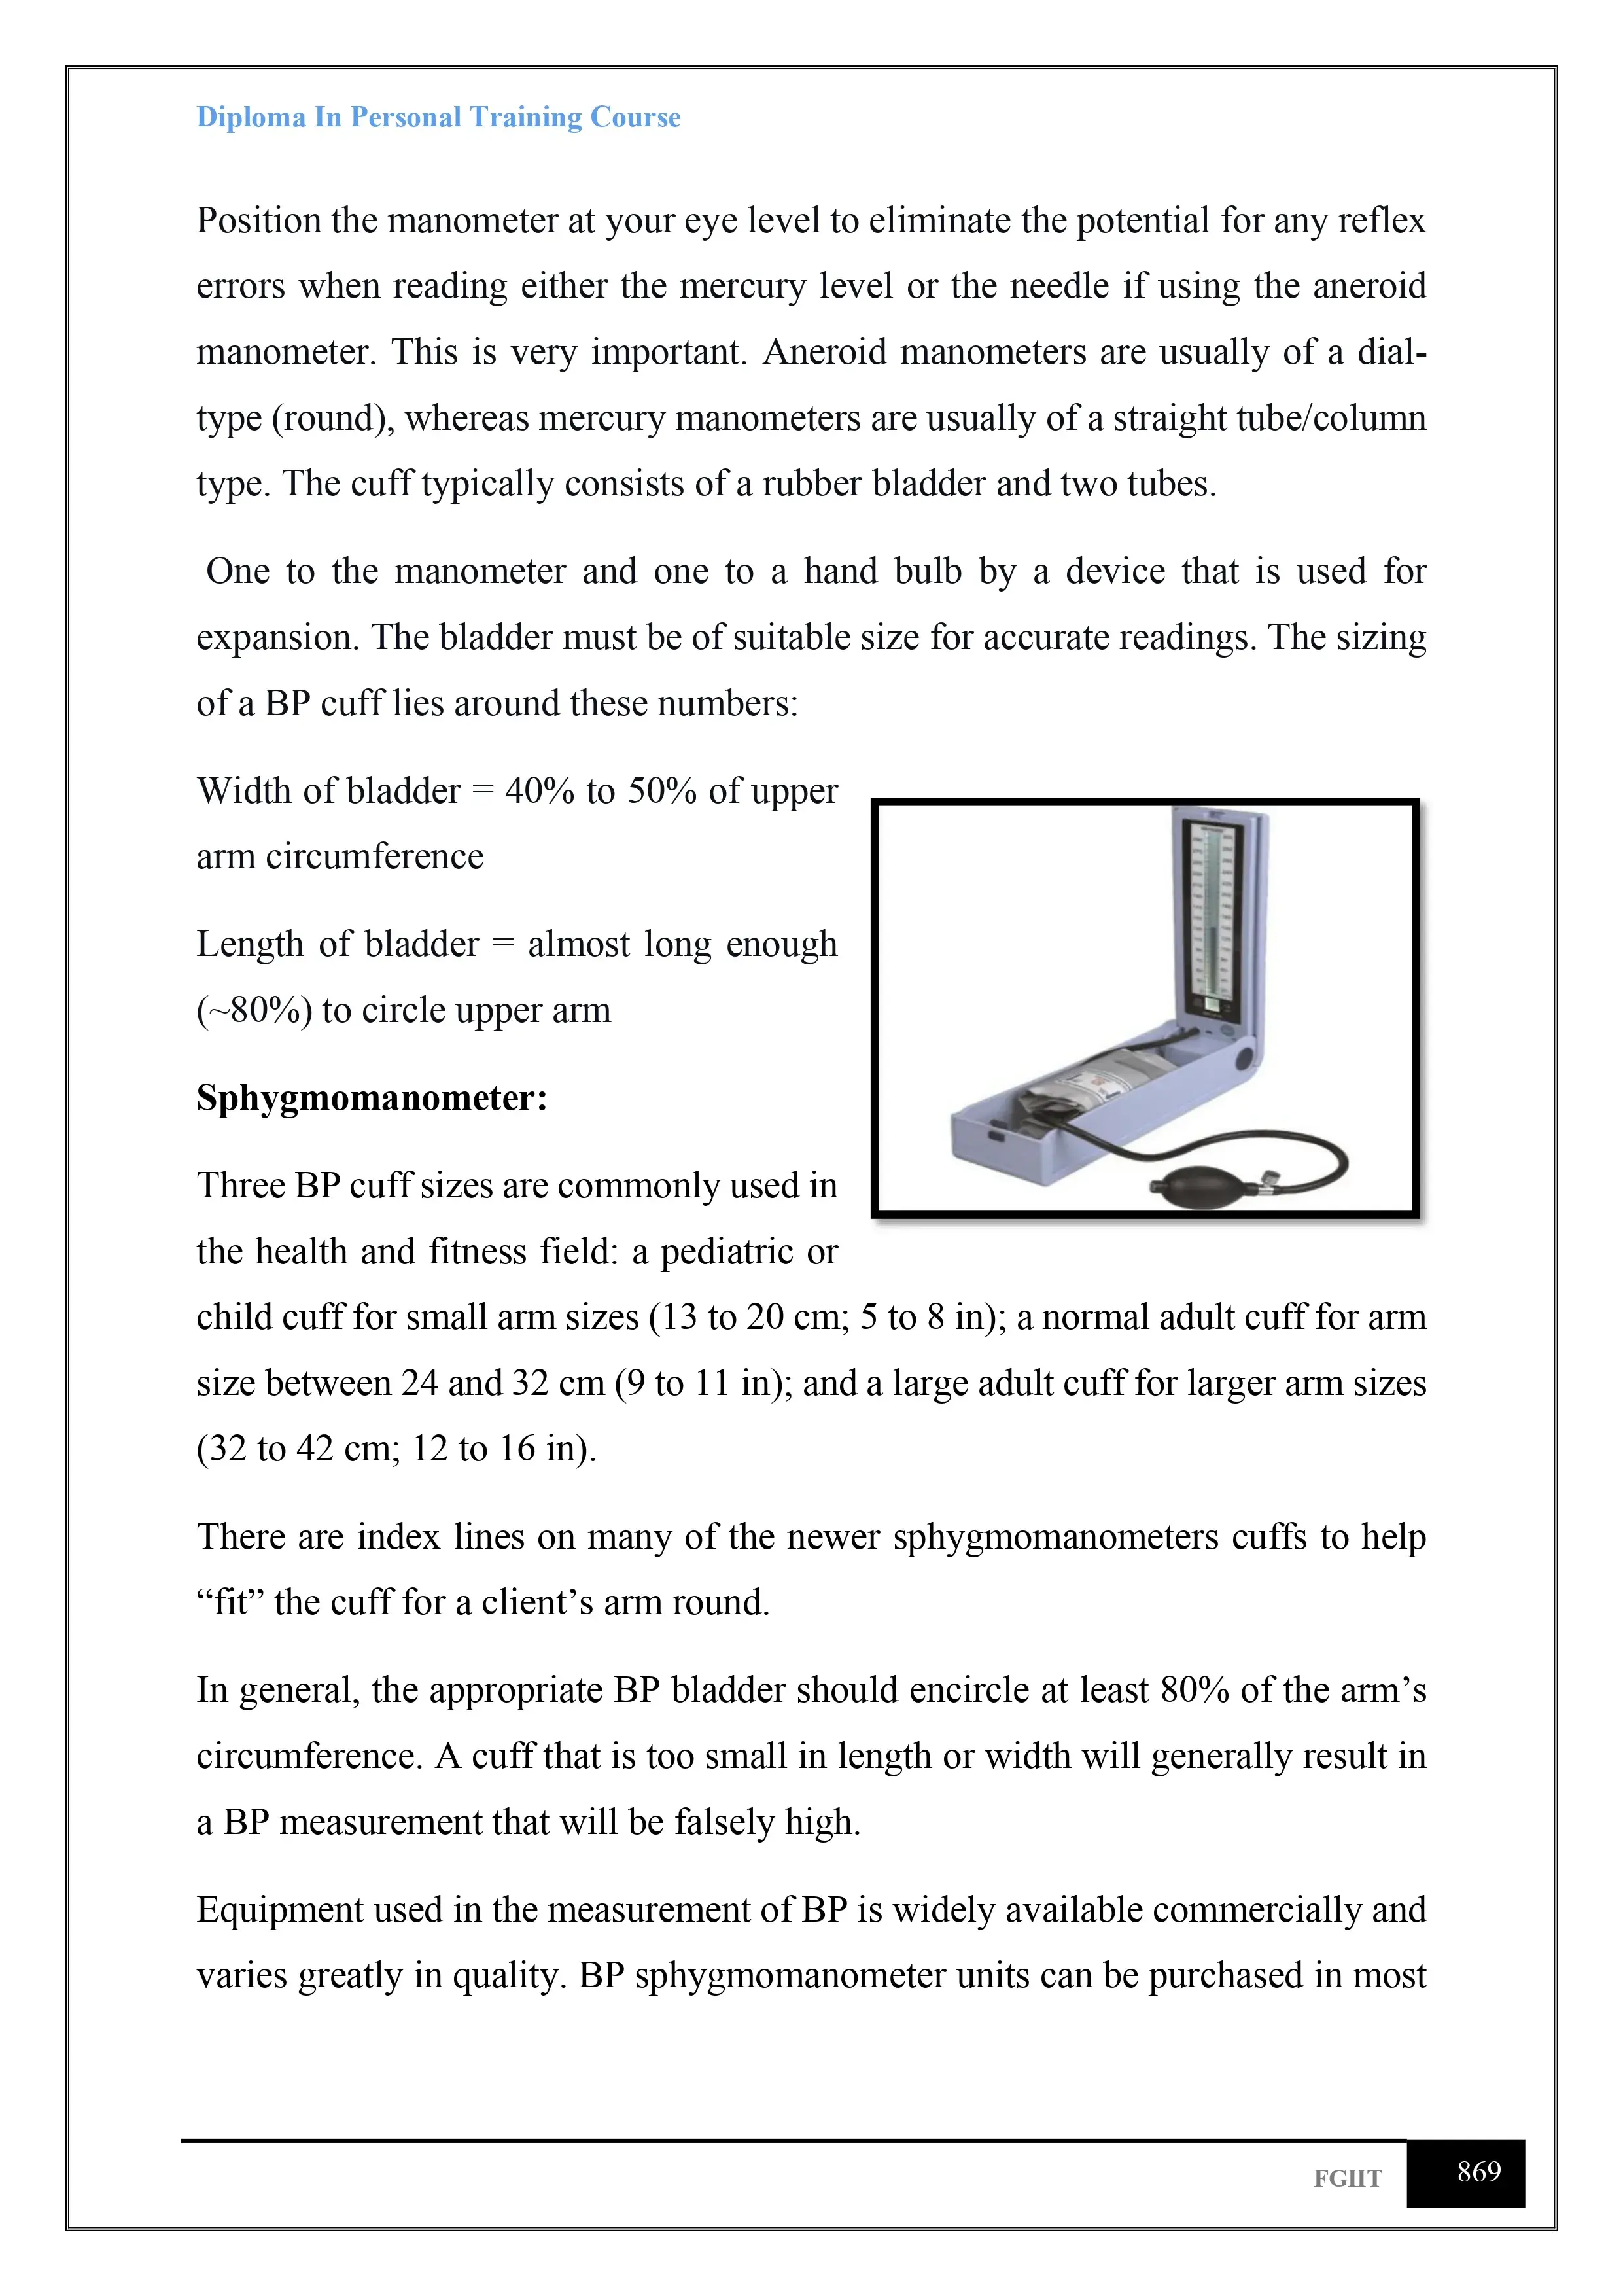 Diploma In Personal Training Course
Position the manometer at your eye level to eliminate the potential for any reflex
errors when reading either the mercury level or the needle if using the aneroid
manometer. This is very important. Aneroid manometers are usually of a dial-
type (round), whereas mercury manometers are usually of a straight tube/column
type. The cuff typically consists of a rubber bladder and two tubes.
One to the manometer and one to a hand bulb by a device that is used for
expansion. The bladder must be of suitable size for accurate readings. The sizing
of a BP cuff lies around these numbers:
Width of bladder = 40% to 50% of upper
arm circumference
Length of bladder = almost long enough
(~80%) to circle upper arm
Sphygmomanometer:
Three BP cuff sizes are commonly used in
the health and fitness field: a pediatric or
child cuff for small arm sizes (13 to 20 cm; 5 to 8 in); a normal adult cuff for arm
size between 24 and 32 cm (9 to 11 in); and a large adult cuff for larger arm sizes
(32 to 42 cm; 12 to 16 in).
There are index lines on many of the newer sphygmomanometers cuffs to help
“fit” the cuff for a client’s arm round.
In general, the appropriate BP bladder should encircle at least 80% of the arm’s
circumference. A cuff that is too small in length or width will generally result in
a BP measurement that will be falsely high.
Equipment used in the measurement of BP is widely available commercially and
varies greatly in quality. BP sphygmomanometer units can be purchased in most
FGIIT
869